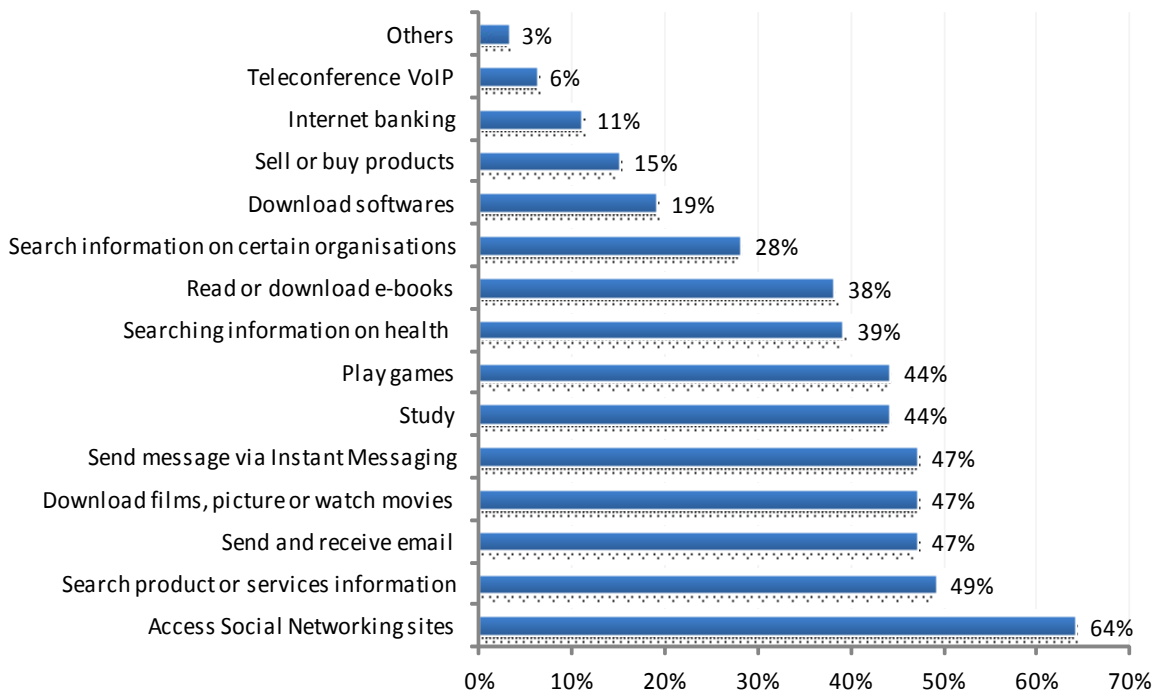 Others 3%
Teleconference VoIP 6%
Internet banking 11%
Sell or buy products 15%
Download softwares 19%
Search information on certain organisations 28%
Read or download e-books 38%
Searching information on health 39%
Play games 44%
Study 44%
Send message via Instant Messaging 47%
Download films, picture or watch movies 47%
Send and receive email 47%
Search product or services information 49%
Access Social Networking sites 64%
0% 10% 20% 30% 40% 50% 60% 70%